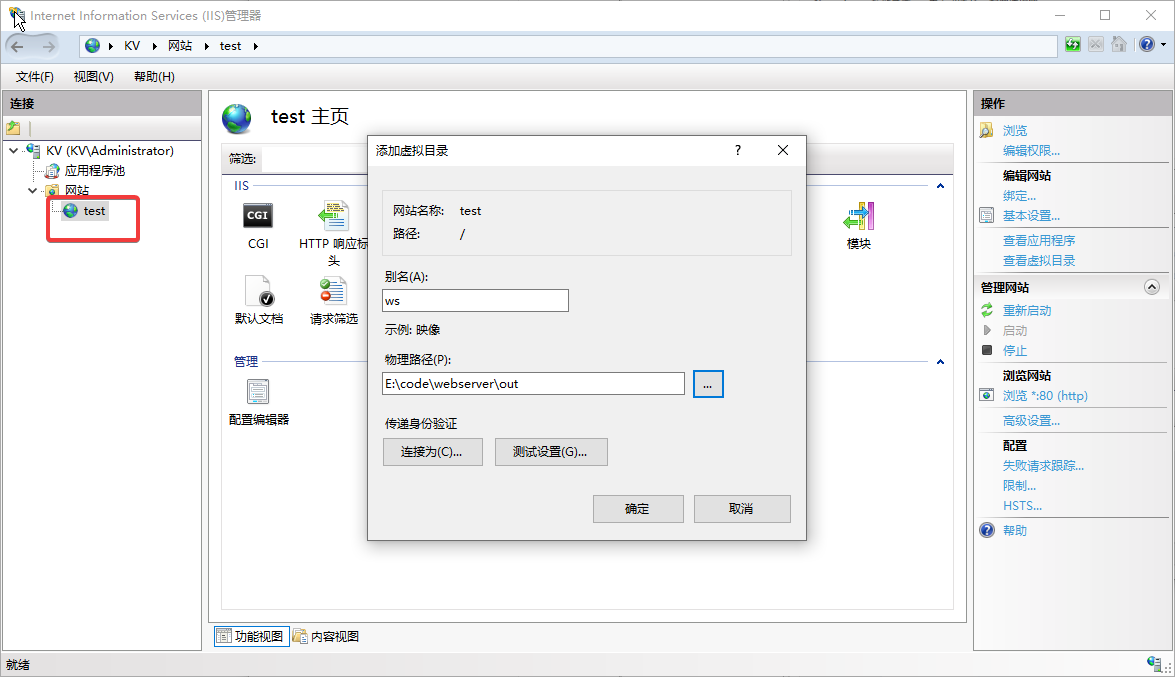 Internet Information Services (IIS)管理器
KV 网站 test
文件(F) 视图(V) 帮助(H)
连接
KV (KV\Administrator)
应用程序池
网站
test
test 主页
筛选:
IIS
CGI
CGI
HTTP 响应标
头
模块
默认文档
请求筛选
管理
配置编辑器
功能视图 内容视图
添加虚拟目录 ?
网站名称: test
路径: /
别名(A):
ws
示例: 映像
物理路径(P):
E:\code\webserver\out
...
传递身份验证
连接为(C)... 测试设置(G)...
确定 取消
操作
浏览
编辑权限...
编辑网站
绑定...
基本设置...
查看应用程序
查看虚拟目录
管理网站
重新启动
启动
停止
浏览网站
浏览 *:80 (http)
高级设置...
配置
失败请求跟踪...
限制...
HSTS...
帮助
就绪